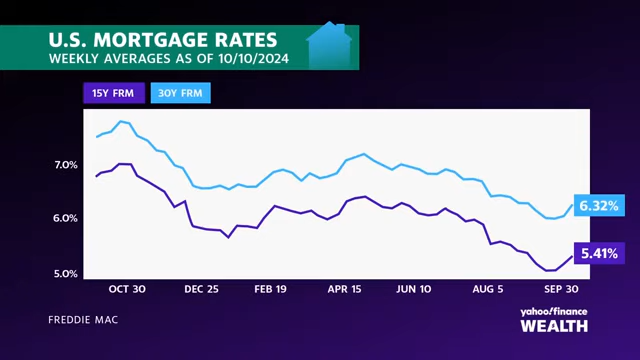 U.S. MORTGAGE RATES
WEEKLY AVERAGES AS OF 10/10/2024
15Y FRM 30Y FRM
7.0%
6.0%
5.0%
6.32%
5.41%
OCT 30 DEC 25 FEB 19 APR 15 JUN 10 AUG 5 SEP 30
FREDDIE MAC
yahoo!finance
WEALTH